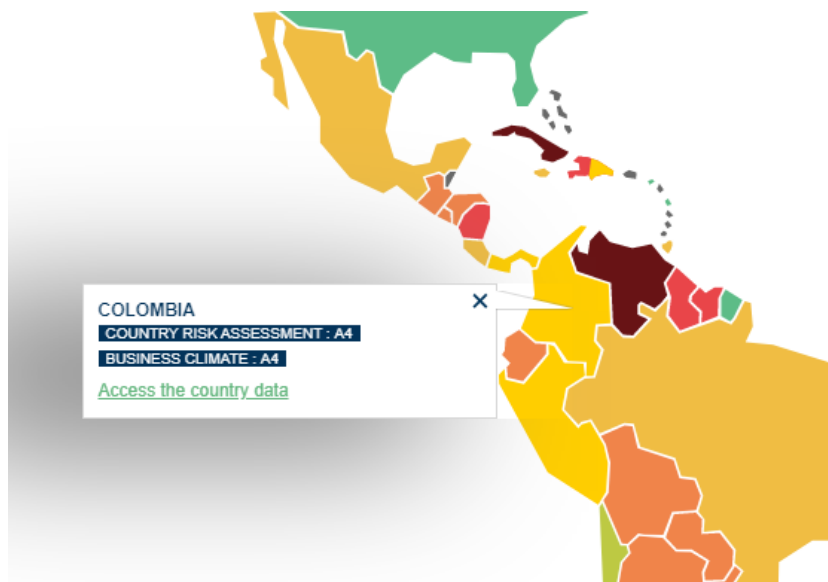 COLOMBIA
COUNTRY RISK ASSESSMENT : A4
BUSINESS CLIMATE : A4
Access the country data